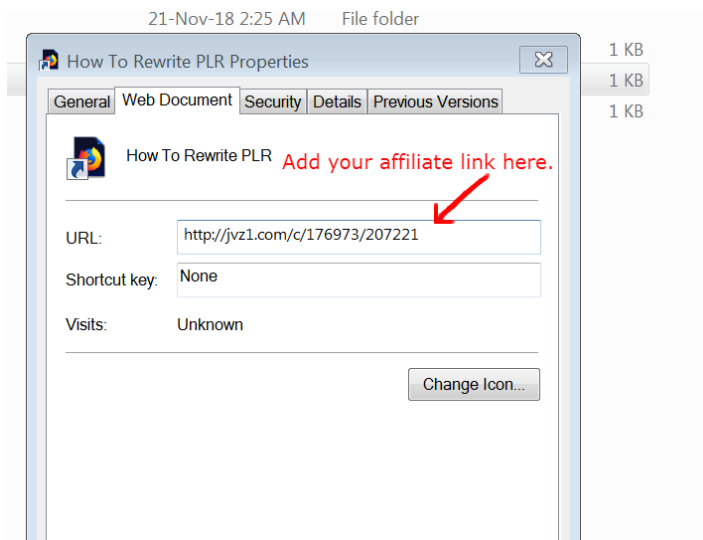 21-Nov-18 2:25 AM File folder
How To Rewrite PLR Properties
1 KB
1 KB
General Web Document Security Details Previous Versions
1 KB
How To Rewrite PLR
Add your affiliate link here.
URL: http://jvz1.com/c/176973/207221
Shortcut key: None
Visits: Unknown
Change Icon...